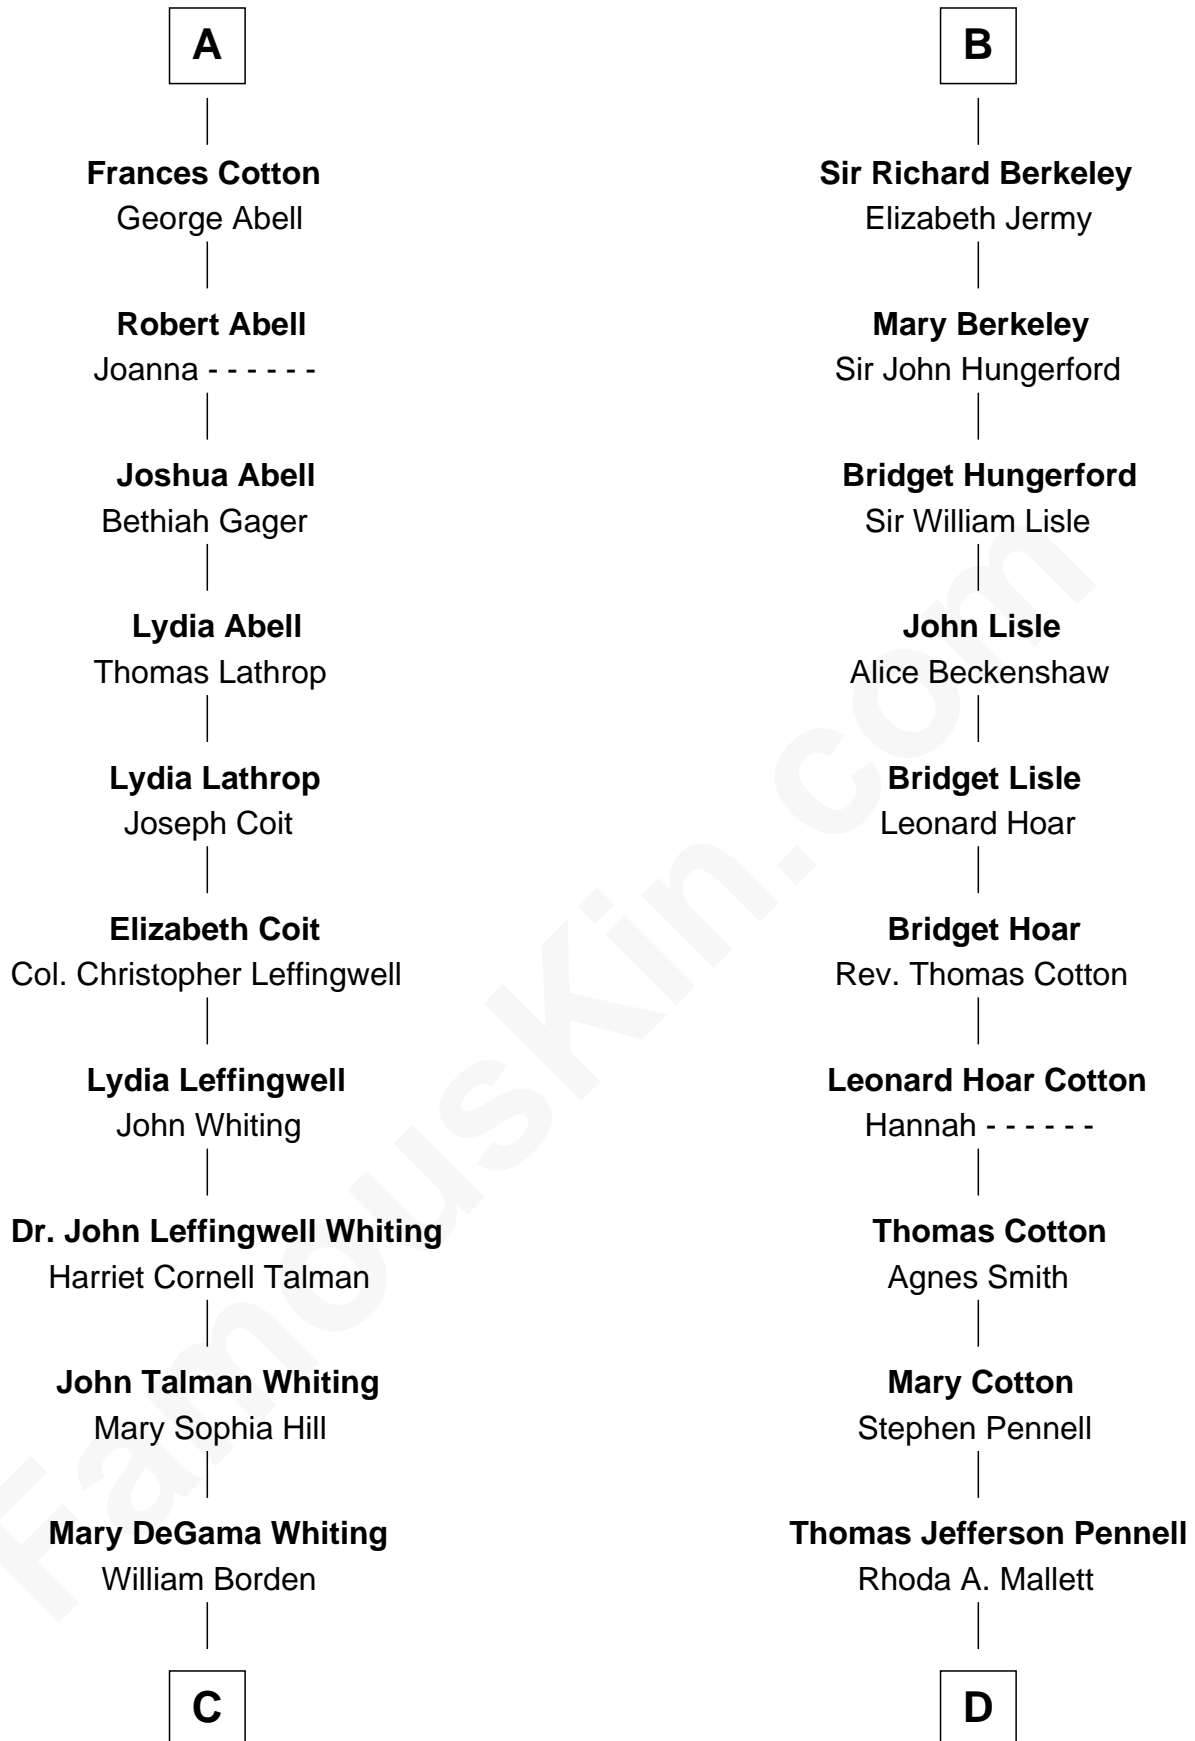 A
Frances Cotton
George Abell
Robert Abell
Joanna - - - - - -
Joshua Abell
Bethiah Gager
Lydia Abell
Thomas Lathrop
Lydia Lathrop
Joseph Coit
Elizabeth Coit
Col. Christopher Leffingwell
Lydia Leffingwell
John Whiting
Dr. John Leffingwell Whiting
Harriet Cornell Talman
John Talman Whiting
Mary Sophia Hill
Mary DeGama Whiting
William Borden
C
B
Sir Richard Berkeley
Elizabeth Jermy
Mary Berkeley
Sir John Hungerford
Bridget Hungerford
Sir William Lisle
John Lisle
Alice Beckenshaw
Bridget Lisle
Leonard Hoar
Bridget Hoar
Rev. Thomas Cotton
Leonard Hoar Cotton
Hannah - - - - - -
Thomas Cotton
Agnes Smith
Mary Cotton
Stephen Pennell
Thomas Jefferson Pennell
Rhoda A. Mallett
D
FamousKin.com